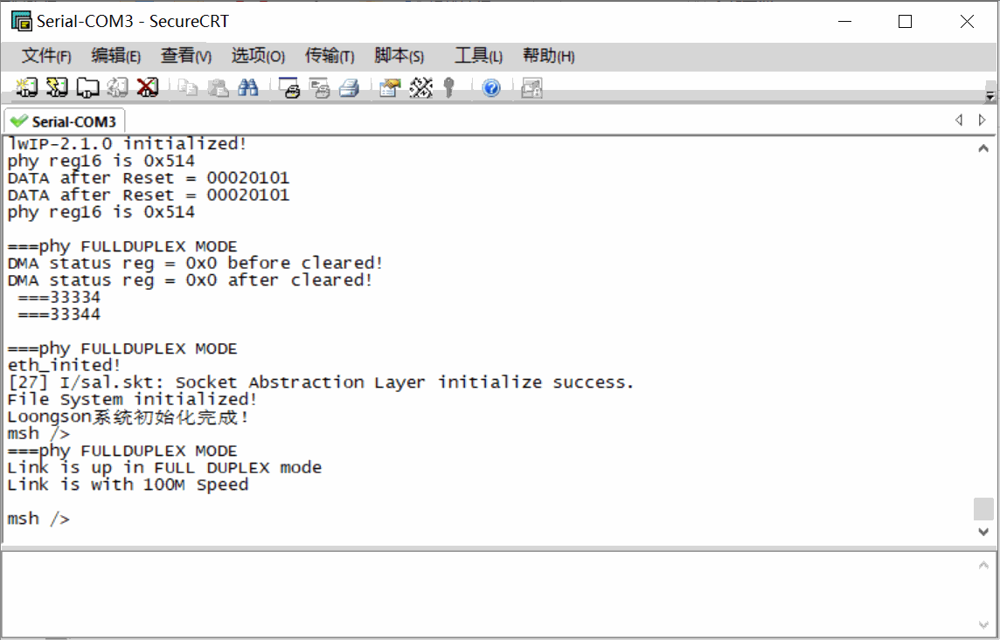 Serial-COM3 - SecureCRT
文件(F) 编辑(E) 查看(V) 选项(O) 传输(T) 脚本(S) 工具(L) 帮助(H)
Serial-COM3
lwIP-2.1.0 initialized!
phy reg16 is 0x514
DATA after Reset = 00020101
DATA after Reset = 00020101
phy reg16 is 0x514
===phy FULLDUPLEX MODE
DMA status reg = 0x0 before cleared!
DMA status reg = 0x0 after cleared!
===33334
===33344
===phy FULLDUPLEX MODE
eth_inited!
[27] I/sal.skt: Socket Abstraction Layer initialize success.
File System initialized!
Loongson系统初始化完成!
msh />
===phy FULLDUPLEX MODE
Link is up in FULL DUPLEX mode
Link is with 100M Speed
msh />